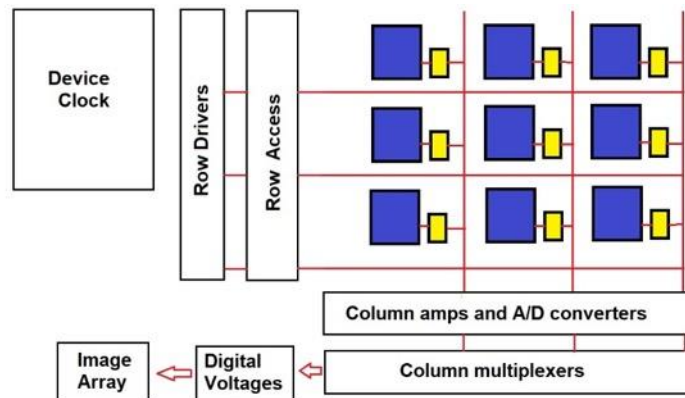 Device
Clock
Row Drivers
Row Access
Column amps and A/D converters
Column multiplexers
Digital
Voltages
Image
Array